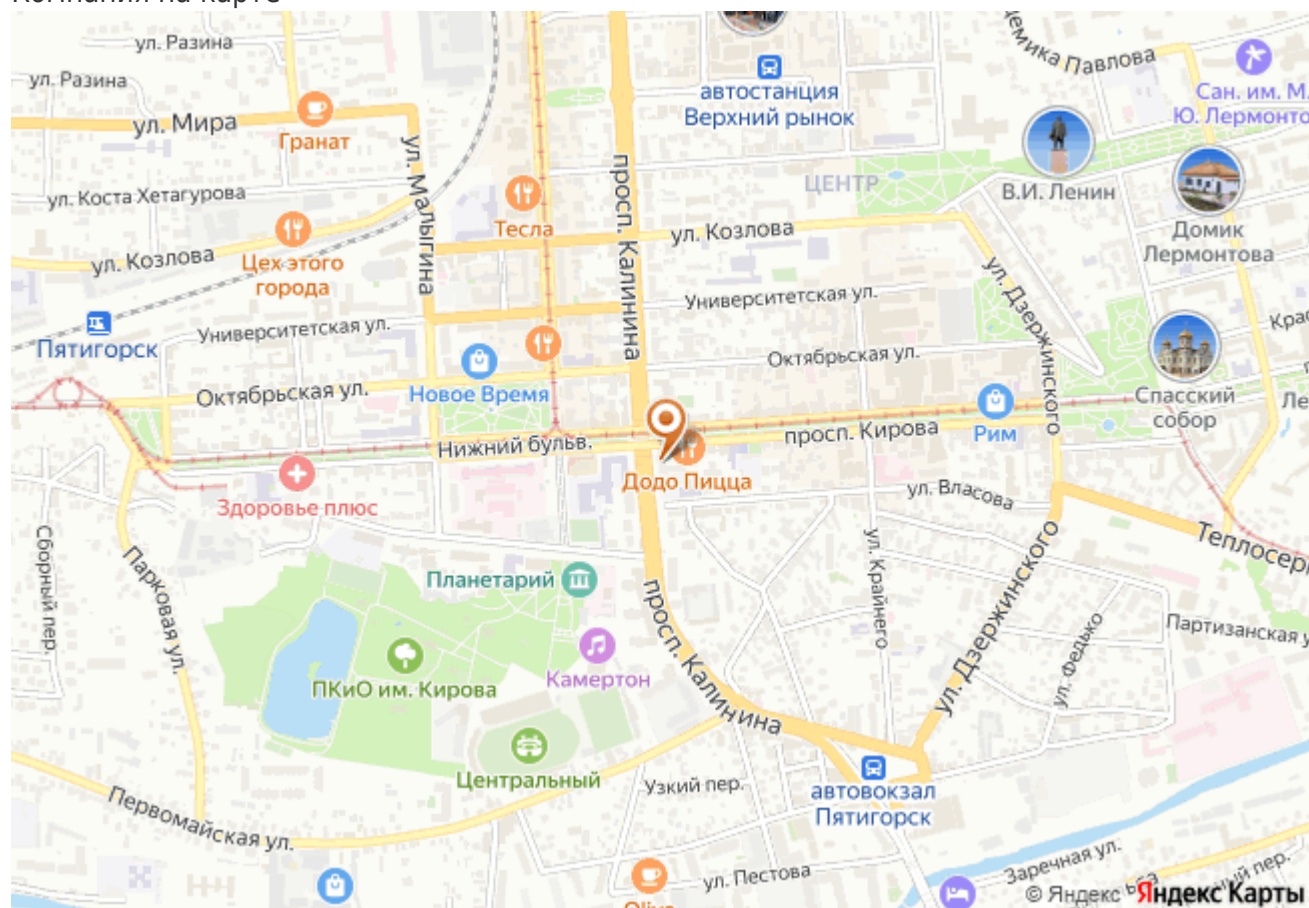 Компания на карте
ул. Разина
ул. Разина
ул. Мира
Гранат
ул. Малыгина
ул. Коста Хетагурова
ул. Козлова
Цех этого
города
Тесла
автостанция
Верхний рынок
просп. Калинина
ЦЕНТР
ул. Козлова
Павлова
Сан. им. М.
В.И. Ленин
Домик
Лермонтова
ул. Дзержинского
Пятигорск
Университетская ул.
Университетская ул.
Октябрьская ул.
Октябрьская ул.
Новое Время
Спасский
собор
Рим
Нижний бульв.
просп. Кирова
Додо Пицца
Здоровье плюс
ул. Власова
Сборный пер.
Парковая ул.
Планетарий
ПКиО им. Кирова
Камертон
просп. Калинина
ул. Крайнего
ул. Дзержинского
ул. Федько
Партизанская
Центральный
Узкий пер.
автовокзал
Пятигорск
Первомайская ул.
ул. Пестова
Заречная ул.
© Яндекс Яндекс Карты